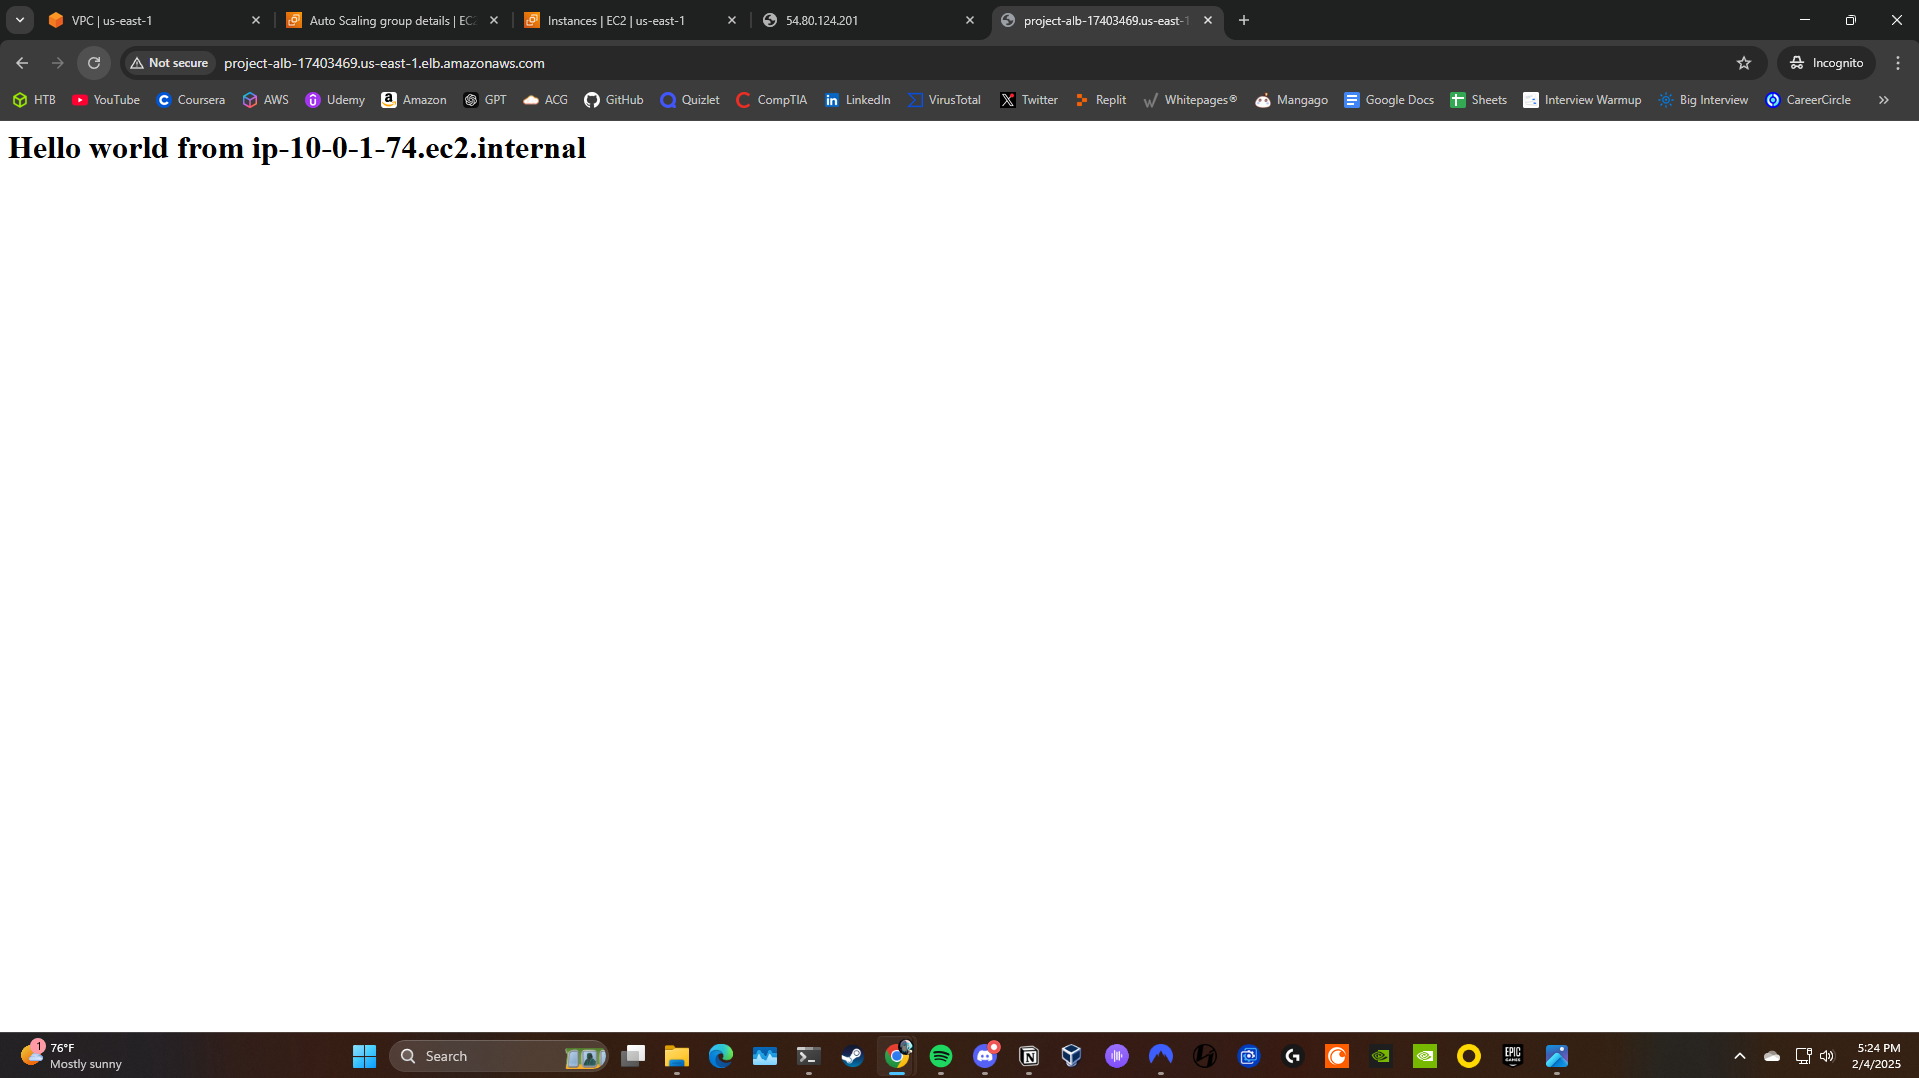 VPC | us-east-1
Auto Scaling group details | EC2
Instances | EC2 | us-east-1
54.80.124.201
project-alb-17403469.us-east-1
Not secure
project-alb-17403469.us-east-1.elb.amazonaws.com
Incognito
HTB
YouTube
Coursera
AWS
Udemy
Amazon
GPT
ACG
GitHub
Quizlet
CompTIA
LinkedIn
VirusTotal
Twitter
Replit
Whitepages®
Mangago
Google Docs
Sheets
Interview Warmup
Big Interview
CareerCircle
Hello world from ip-10-0-1-74.ec2.internal
1
76°F
Mostly sunny
Search
EPIC
GAMES
5:24 PM
2/4/2025